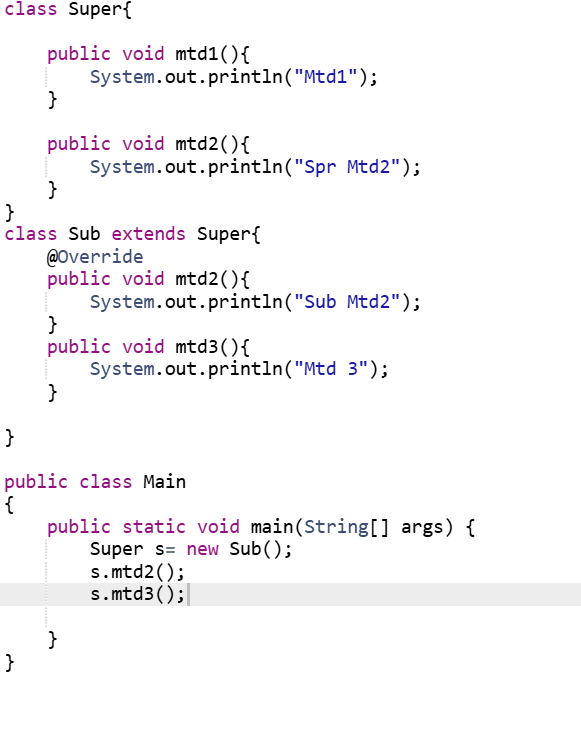 class Super{
public void mtd1(){
System.out.println("Mtd1");
}
public void mtd2(){
System.out.println("Spr Mtd2");
}
}
class Sub extends Super{
@Override
public void mtd2(){
System.out.println("Sub Mtd2");
}
public void mtd3(){
System.out.println("Mtd 3");
}
}
public class Main
{
public static void main(String[] args) {
Super s= new Sub();
s.mtd2();
s.mtd3();
}
}